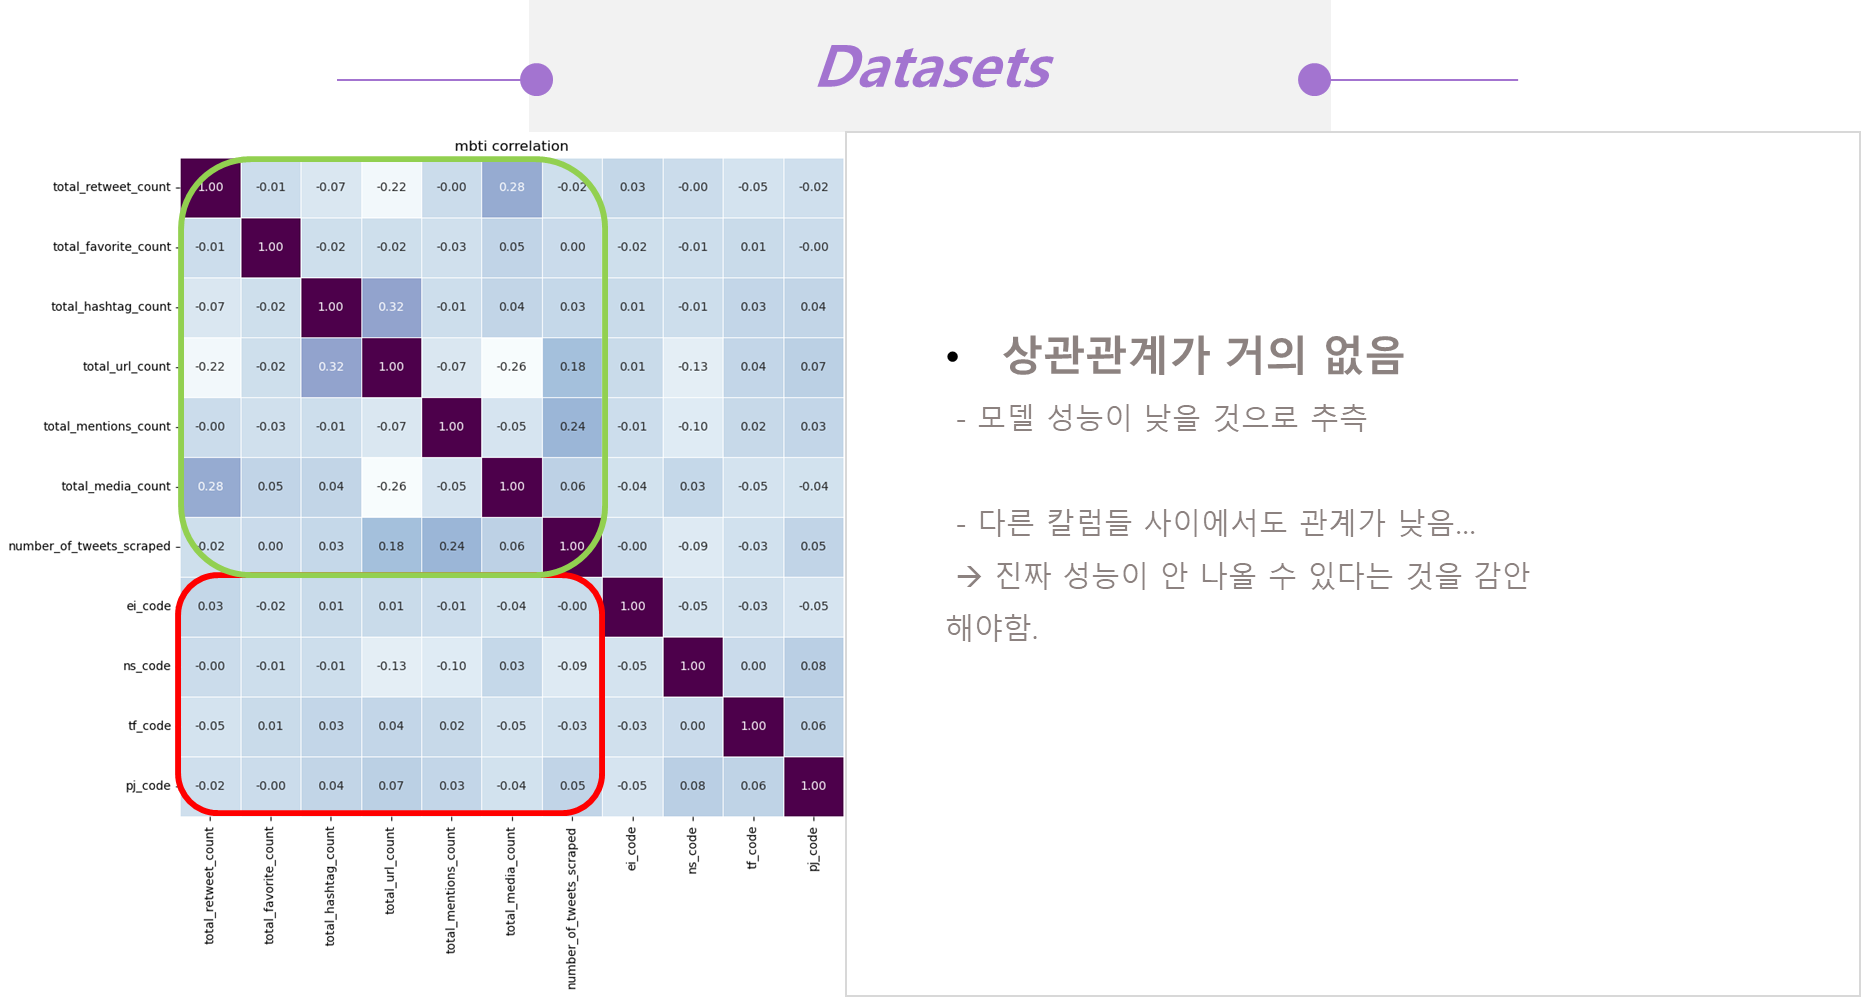 Datasets
mbti correlation
total_retweet_count 1.00 -0.01 -0.07 -0.22 -0.00 0.28 -0.02 0.03 -0.00 -0.05 -0.02
total_favorite_count -0.01 1.00 -0.02 -0.02 -0.03 0.05 0.00 -0.02 -0.01 0.01 -0.00
total_hashtag_count -0.07 -0.02 1.00 0.32 -0.01 0.04 0.03 0.01 -0.01 0.03 0.04
total_url_count -0.22 -0.02 0.32 1.00 -0.07 -0.26 0.18 0.01 -0.13 0.04 0.07
total_mentions_count -0.00 -0.03 -0.01 -0.07 1.00 -0.05 0.24 -0.01 -0.10 0.02 0.03
total_media_count 0.28 0.05 0.04 -0.26 -0.05 1.00 0.06 -0.04 0.03 -0.05 -0.04
number_of_tweets_scraped -0.02 0.00 0.03 0.18 0.24 0.06 1.00 -0.00 -0.09 -0.03 0.05
ei_code 0.03 -0.02 0.01 0.01 -0.01 -0.04 -0.00 1.00 -0.05 -0.03 -0.05
ns_code -0.00 -0.01 -0.01 -0.13 -0.10 0.03 -0.09 -0.05 1.00 0.00 0.08
tf_code -0.05 0.01 0.03 0.04 0.02 -0.05 -0.03 -0.03 0.00 1.00 0.06
pj_code -0.02 -0.00 0.04 0.07 0.03 -0.04 0.05 -0.05 0.08 0.06 1.00
total_retweet_count
total_favorite_count
total_hashtag_count
total_url_count
total_mentions_count
total_media_count
number_of_tweets_scraped
ei_code
ns_code
tf_code
pj_code
• 상관관계가 거의 없음
- 모델 성능이 낮을 것으로 추측
- 다른 칼럼들 사이에서도 관계가 낮음...
→ 진짜 성능이 안 나올 수 있다는 것을 감안
해야함.